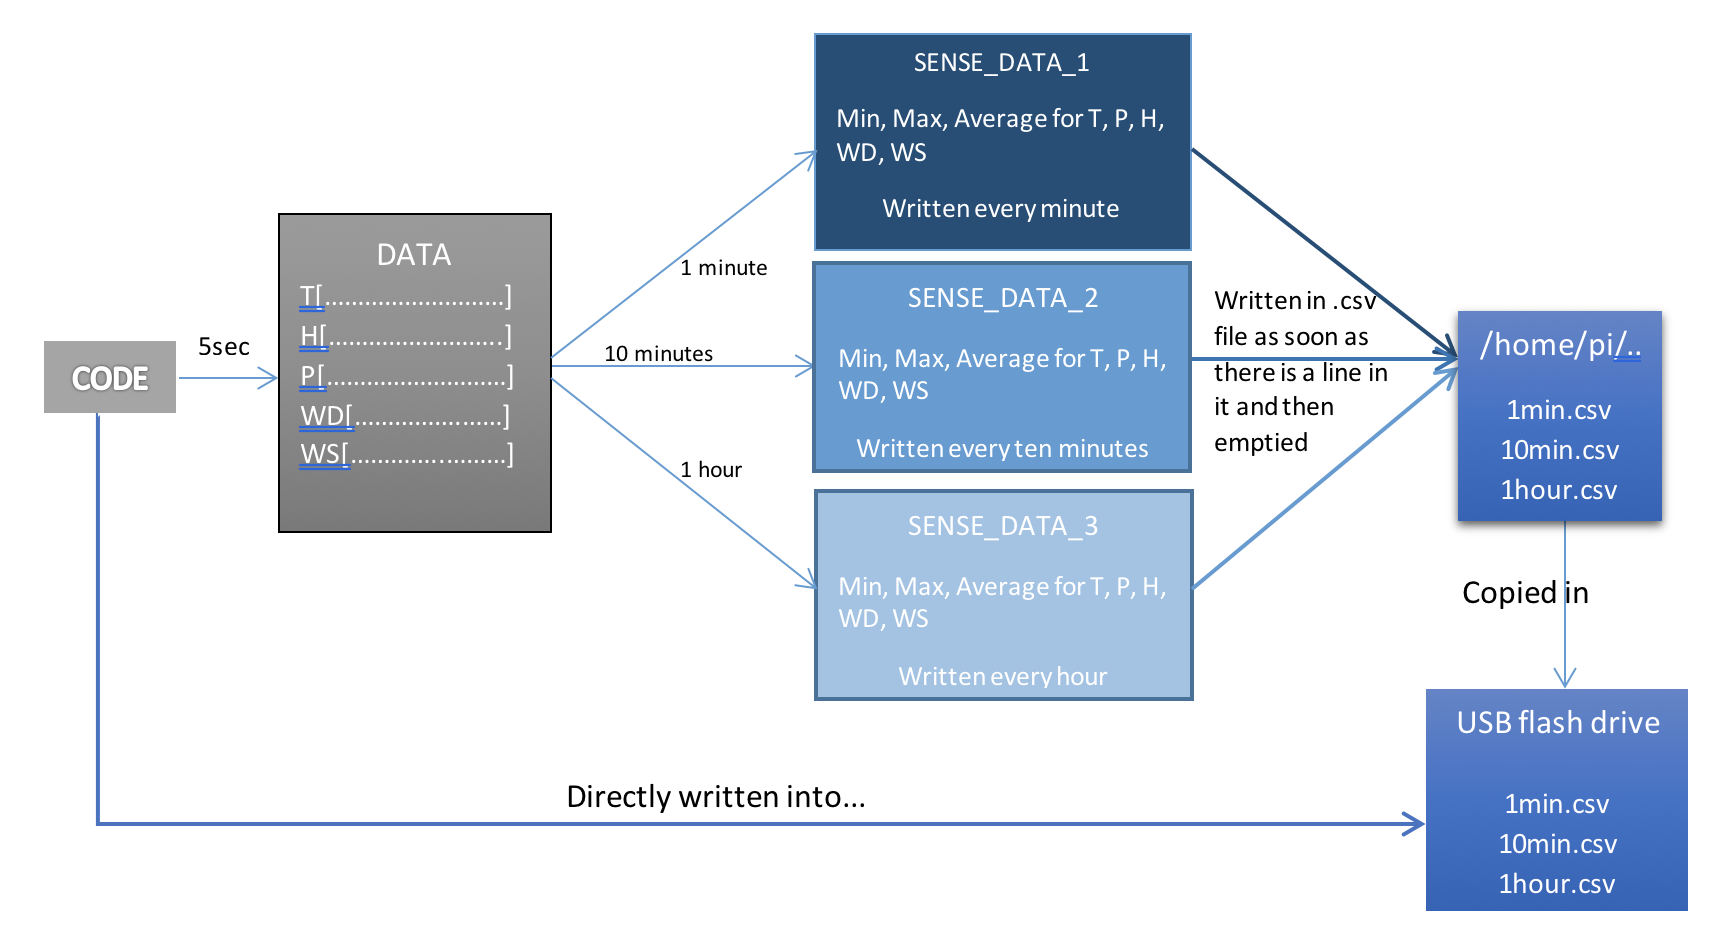 CODE
5sec
DATA
T[...........................]
H[..........................]
P[...........................]
WD[......................]
WS[.......................]
1 minute
10 minutes
1 hour
SENSE_DATA_1
Min, Max, Average for T, P, H,
WD, WS
Written every minute
SENSE_DATA_2
Min, Max, Average for T, P, H,
WD, WS
Written every ten minutes
SENSE_DATA_3
Min, Max, Average for T, P, H,
WD, WS
Written every hour
Written in .csv
file as soon as
there is a line in
it and then
emptied
/home/pi/..
1min.csv
10min.csv
1hour.csv
Copied in
USB flash drive
1min.csv
10min.csv
1hour.csv
Directly written into...